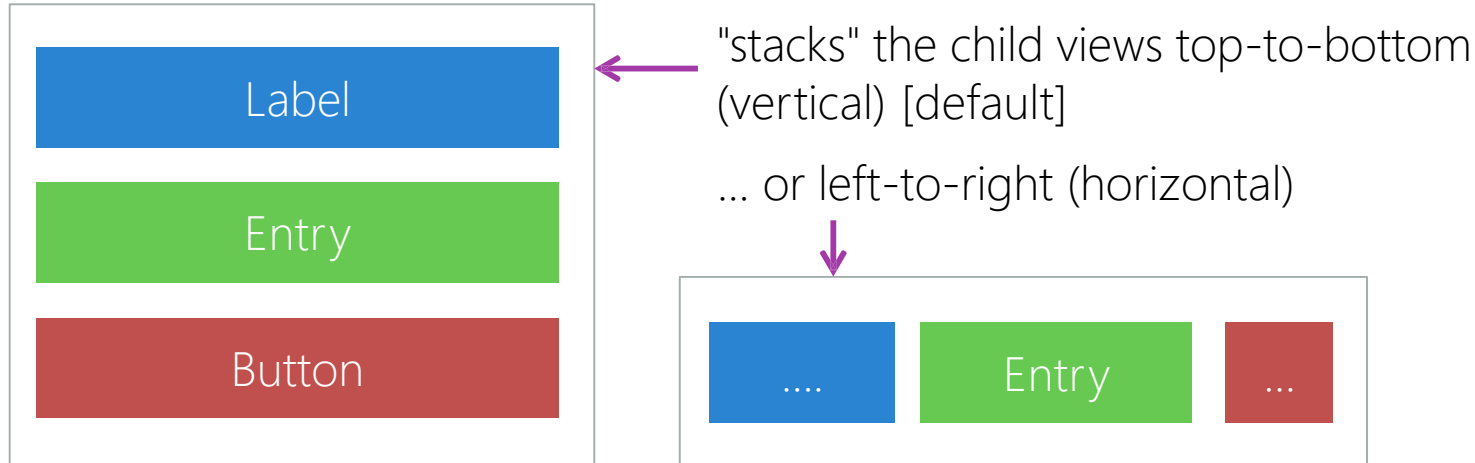 Label
Entry
Button
"stacks" the child views top-to-bottom
(vertical) [default]
... or left-to-right (horizontal)
....
Entry
...